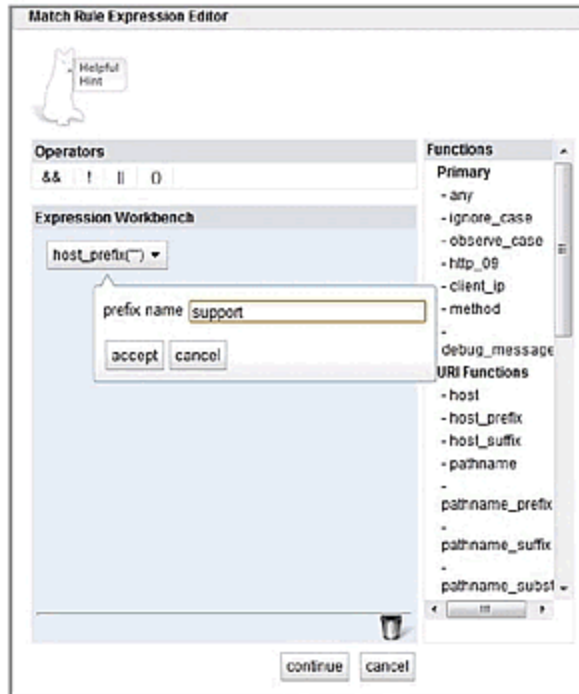 Match Rule Expression Editor
Helpful
Hint
Operators
&& ! || ()
Expression Workbench
host_prefix("")
prefix name support
accept cancel
Functions
Primary
- any
- ignore_case
- observe_case
- http_09
- client_ip
- method
-
debug_message
URI Functions
- host
- host_prefix
- host_suffix
- pathname
-
pathname_prefix
-
pathname_suffix
-
pathname_subst
continue cancel